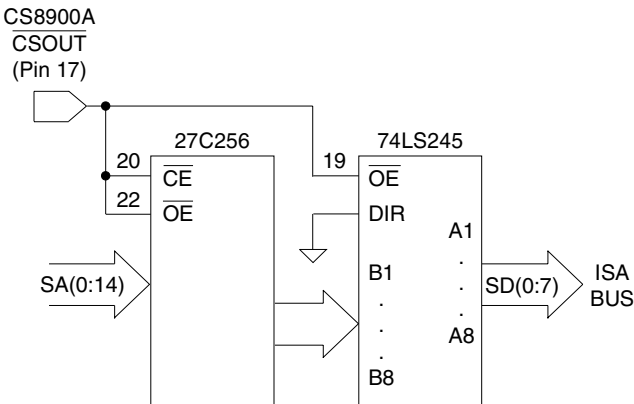 CS8900A
CSOUT
(Pin 17)
27C256
74LS245
20
CE
19
OE
22
OE
DIR
A1
.
.
.
A8
SA(0:14)
B1
.
.
.
B8
SD(0:7)
ISA
BUS